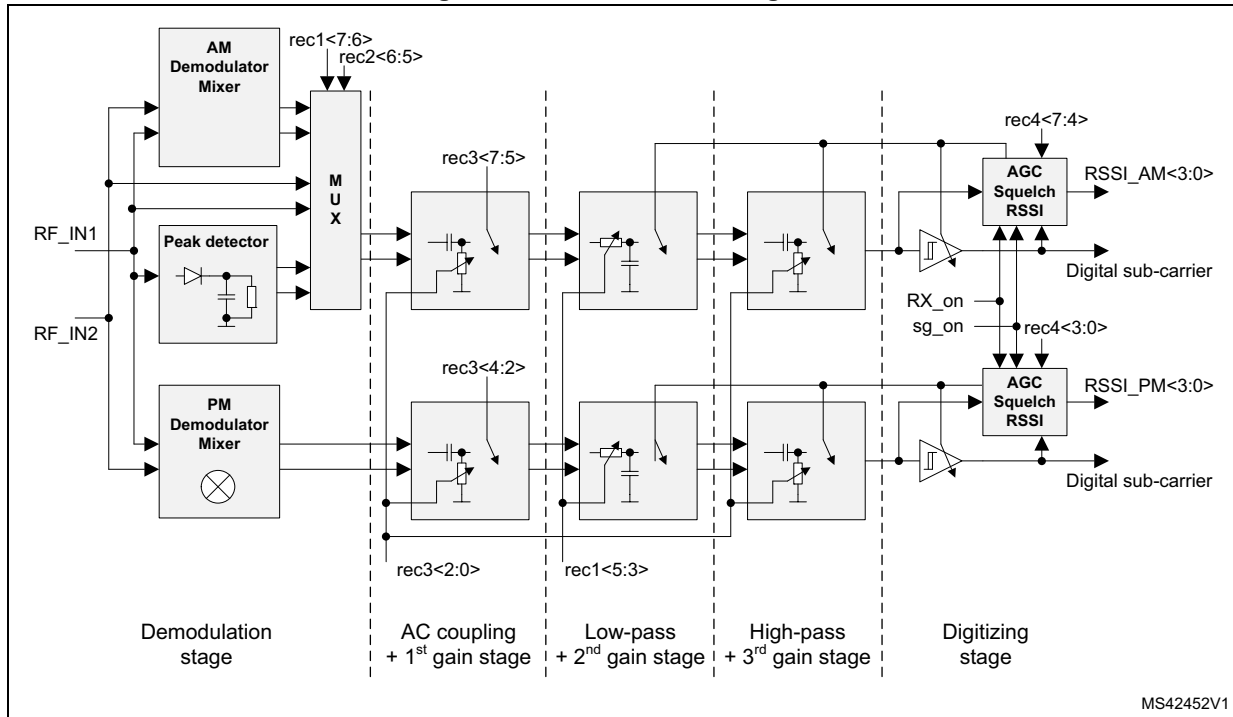 rec1<7:6>
rec2<6:5>
AM
Demodulator
Mixer
M
U
X
rec3<7:5>
rec4<7:4>
AGC
Squelch
RSSI
RSSI_AM<3:0>
RF_IN1
Peak detector
Digital sub-carrier
RX_on
RF_IN2
sg_on
rec4<3:0>
rec3<4:2>
AGC
Squelch
RSSI
RSSI_PM<3:0>
PM
Demodulator
Mixer
Digital sub-carrier
rec3<2:0>
rec1<5:3>
Demodulation
stage
AC coupling
+ 1st gain stage
Low-pass
+ 2nd gain stage
High-pass
+ 3rd gain stage
Digitizing
stage
MS42452V1